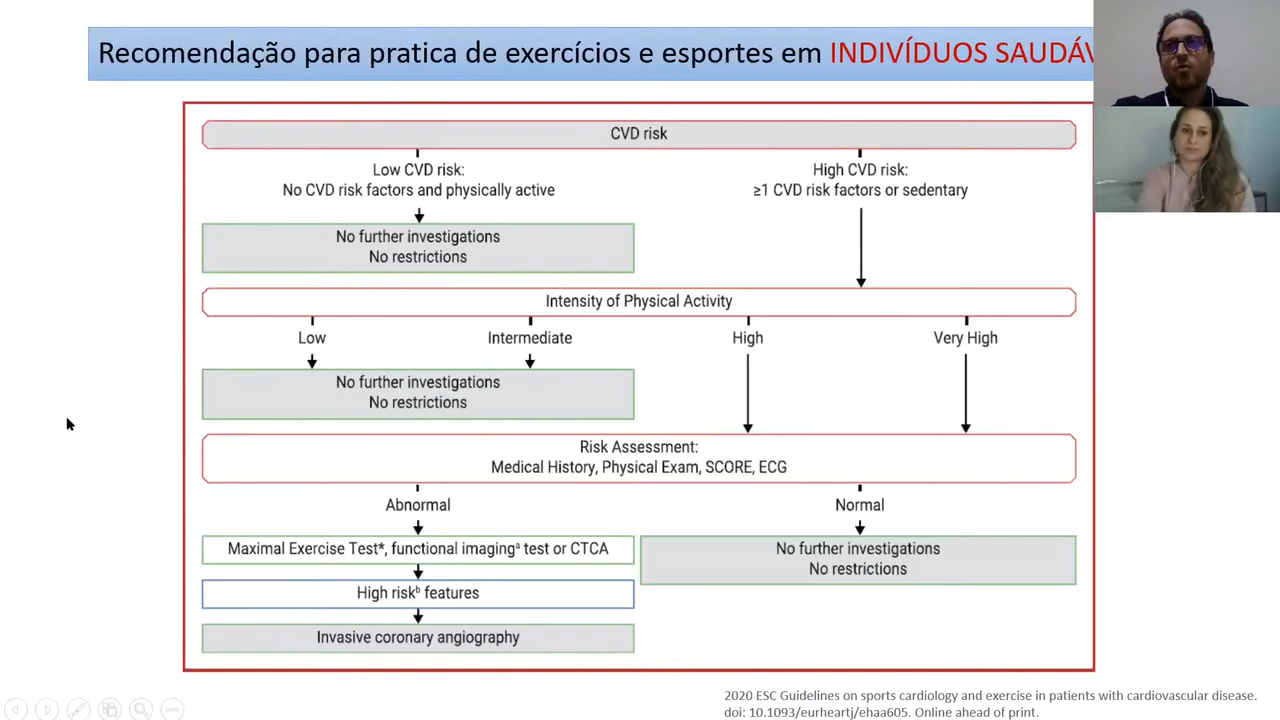 Recomendação para pratica de exercícios e esportes em INDIVÍDUOS SAUDÁV
CVD risk
Low CVD risk:
No CVD risk factors and physically active
High CVD risk:
≥1 CVD risk factors or sedentary
No further investigations
No restrictions
Intensity of Physical Activity
Low
Intermediate
High
Very High
No further investigations
No restrictions
Risk Assessment:
Medical History, Physical Exam, SCORE, ECG
Abnormal
Normal
Maximal Exercise Test*, functional imagingᵃ test or CTCA
No further investigations
No restrictions
High riskᵇ features
Invasive coronary angiography
2020 ESC Guidelines on sports cardiology and exercise in patients with cardiovascular disease.
doi: 10.1093/eurheartj/ehaa605. Online ahead of print.